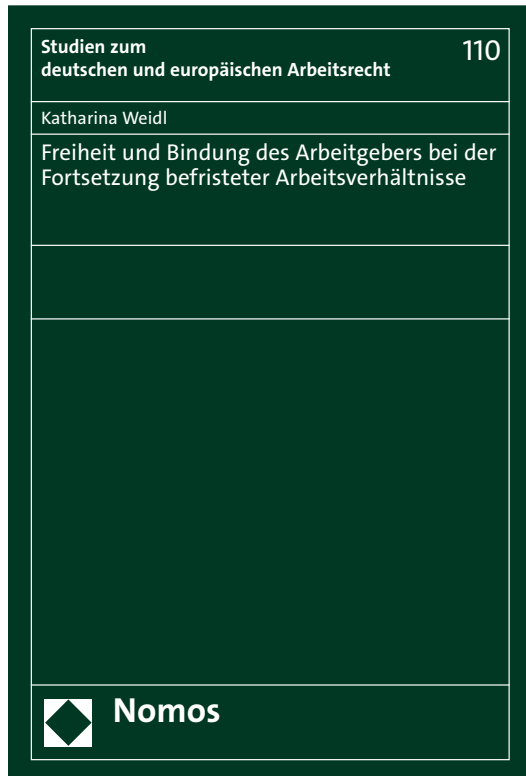 Studien zum
deutschen und europäischen Arbeitsrecht
110
Katharina Weidl
Freiheit und Bindung des Arbeitgebers bei der
Fortsetzung befristeter Arbeitsverhältnisse
Nomos